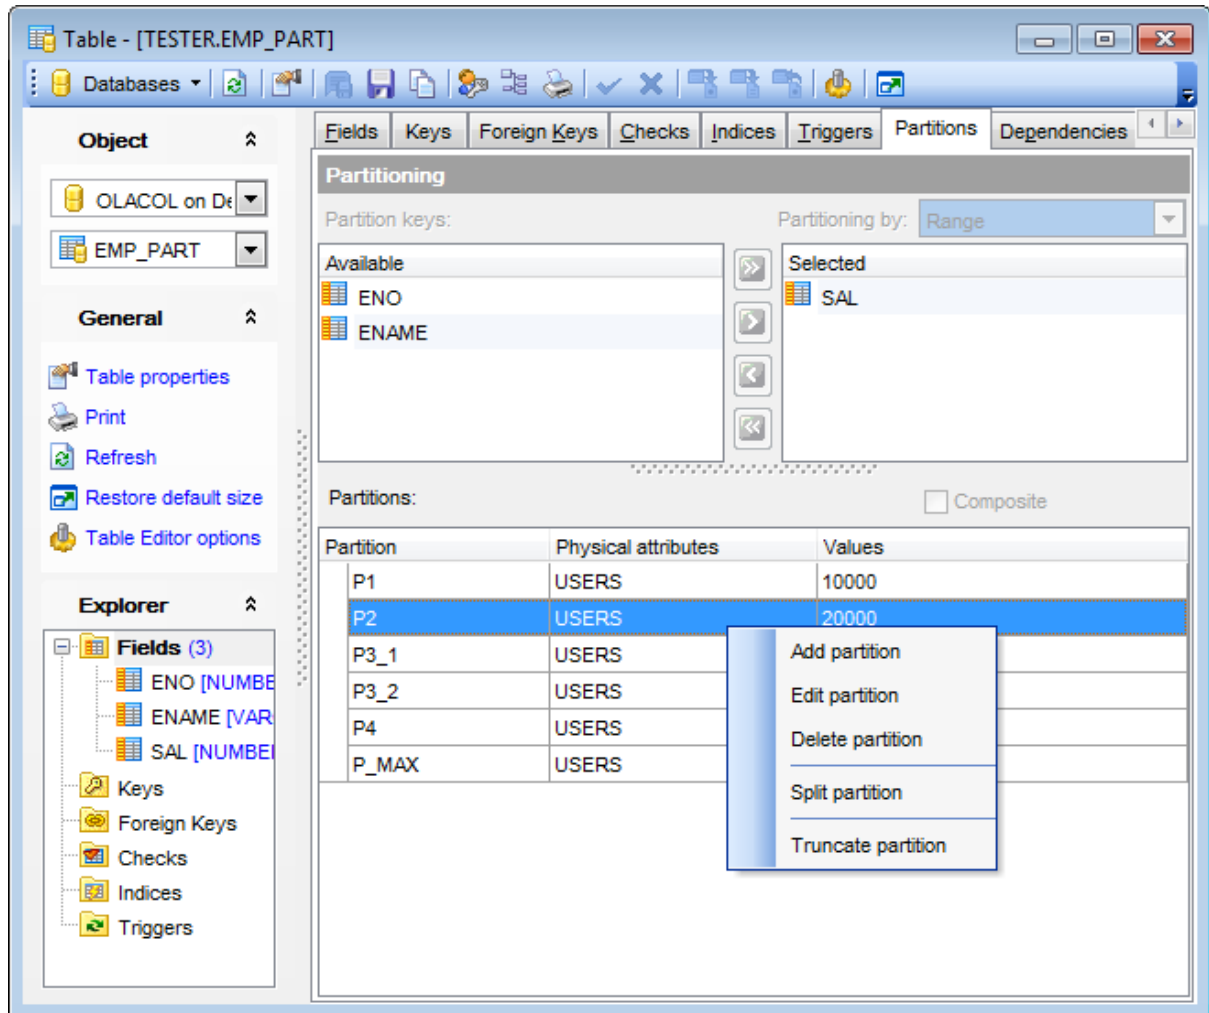 Table - [TESTER.EMP_PART]
Databases
Object
OLACOL on De
EMP_PART
General
Table properties
Print
Refresh
Restore default size
Table Editor options
Explorer
Fields (3)
ENO [NUMBE
ENAME [VAR
SAL [NUMBE
Keys
Foreign Keys
Checks
Indices
Triggers
Fields Keys Foreign Keys Checks Indices Triggers Partitions Dependencies
Partitioning
Partition keys: Partitioning by: Range
Available Selected
ENO SAL
ENAME
Partitions: Composite
Partition Physical attributes Values
P1 USERS 10000
P2 USERS 20000
P3_1 USERS
P3_2 USERS
P4 USERS
P_MAX USERS
Add partition
Edit partition
Delete partition
Split partition
Truncate partition